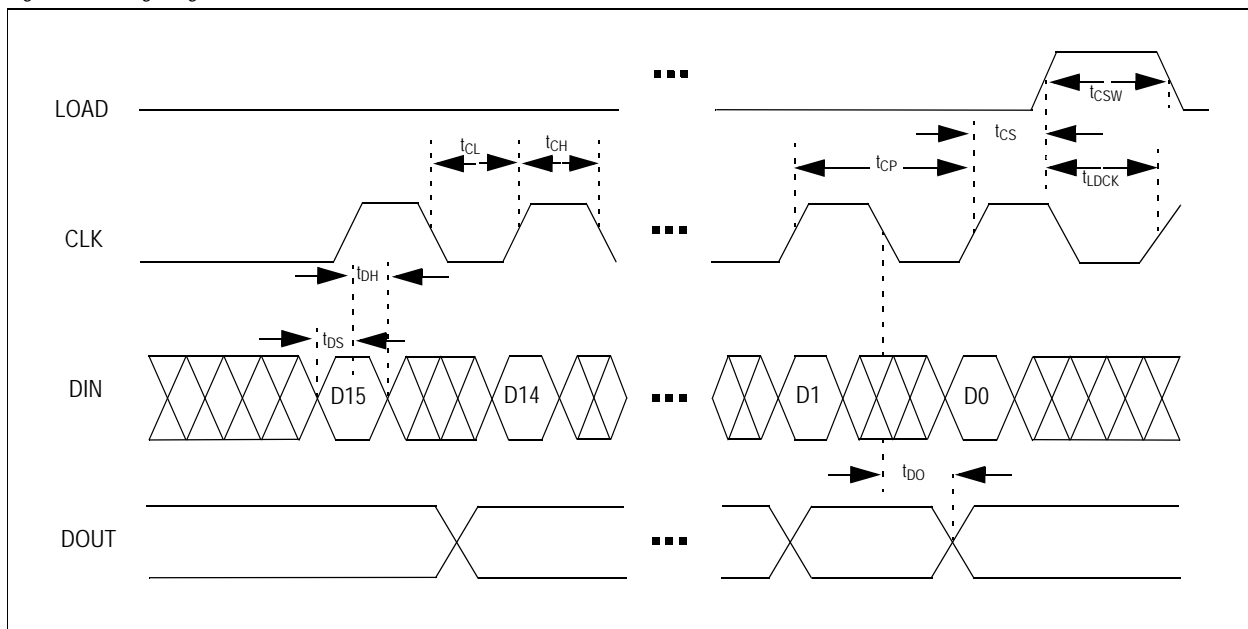 LOAD
tCSW
tCS
tCL
tCH
tCP
tLDCK
CLK
tDH
tDS
DIN
D15
D14
D1
D0
tDO
DOUT